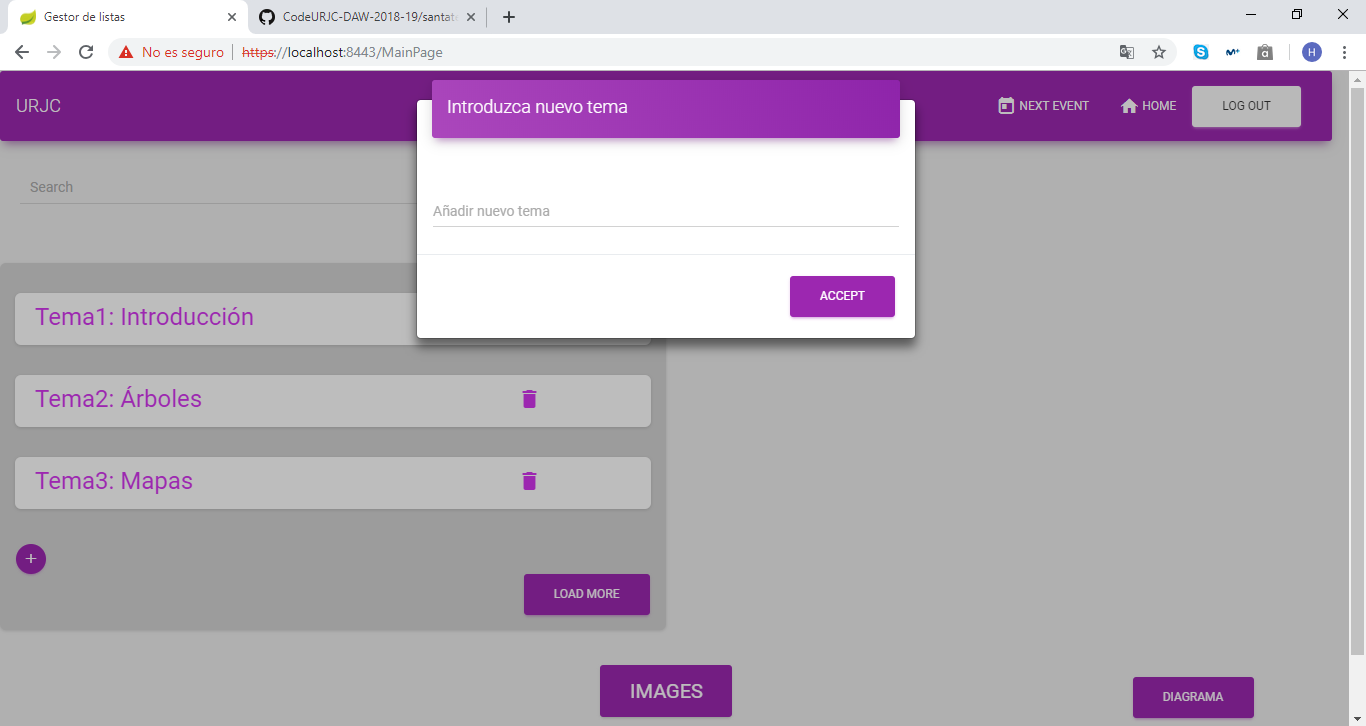 Gestor de listas
CodeURJC-DAW-2018-19/santat
No es seguro
https://localhost:8443/MainPage
H
URJC
NEXT EVENT
HOME
LOG OUT
Introduzca nuevo tema
Search
Añadir nuevo tema
ACCEPT
Tema1: Introducción
Tema2: Árboles
Tema3: Mapas
+
LOAD MORE
IMAGES
DIAGRAMA